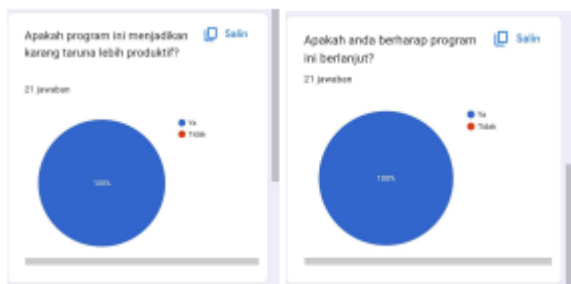 Apakah program ini menjadikan
karang taruna lebih produktif?
Salin
21 jawaban
Ya
Tidak
100%
Apakah anda berharap program
ini berlanjut?
Salin
21 jawaban
Ya
Tidak
100%